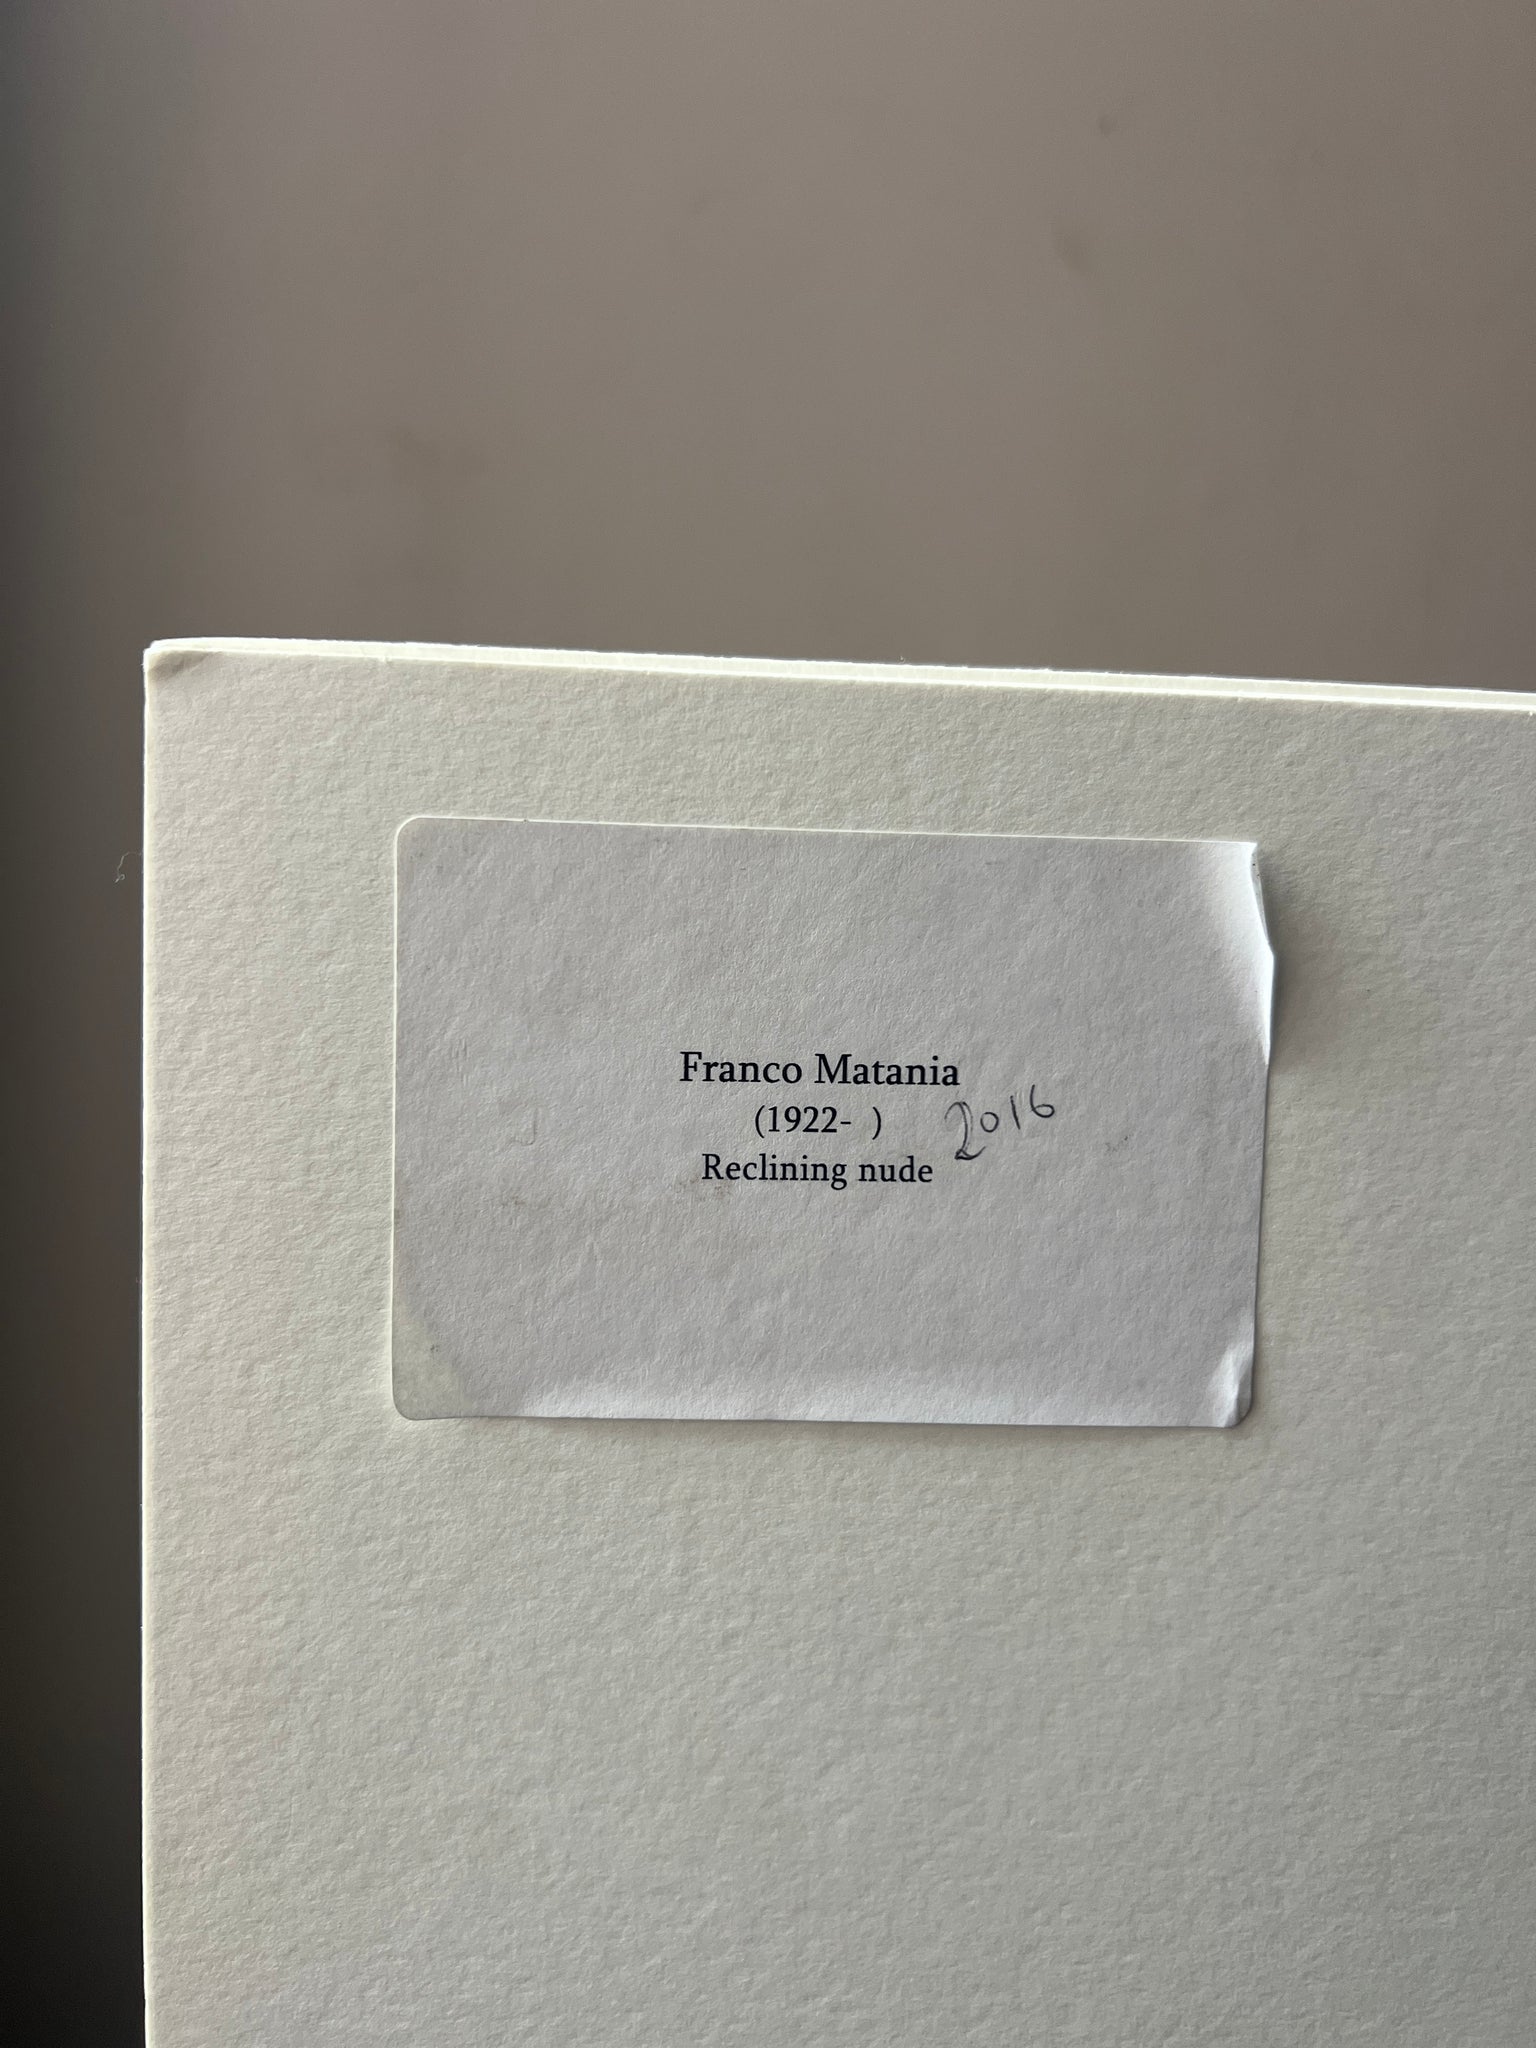 Franco Matania
(1922- ) 2016
Reclining nude